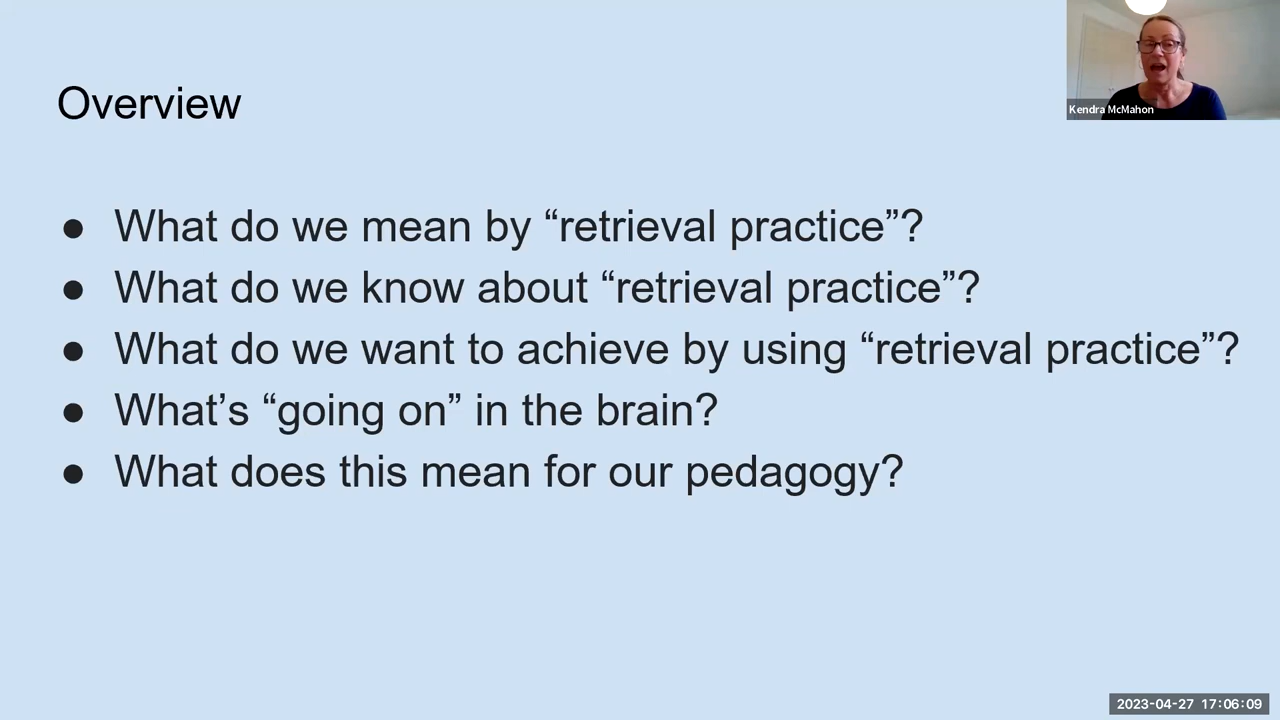 Overview
Kendra McMahon
● What do we mean by “retrieval practice”?
● What do we know about “retrieval practice”?
● What do we want to achieve by using “retrieval practice”?
● What’s “going on” in the brain?
● What does this mean for our pedagogy?
2023-04-27 17:06:09